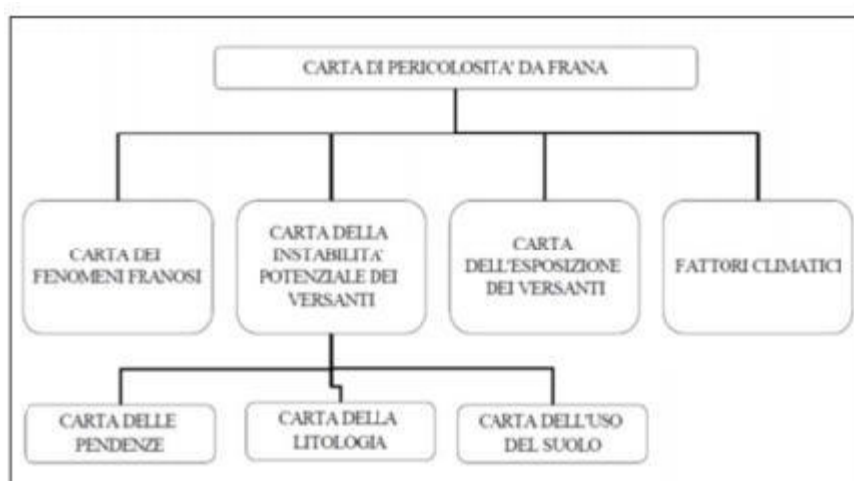 CARTA DI PERICOLOSITA' DA FRANA
CARTA DEI
FENOMENI FRANOSI
CARTA DELLA
INSTABILITA'
POTENZIALE DEI
VERSANTI
CARTA
DELL'ESPOSIZIONE
DEI VERSANTI
FATTORI CLIMATICI
CARTA DELLE
PENDENZE
CARTA DELLA
LITOLOGIA
CARTA DELL'USO
DEL SUOLO